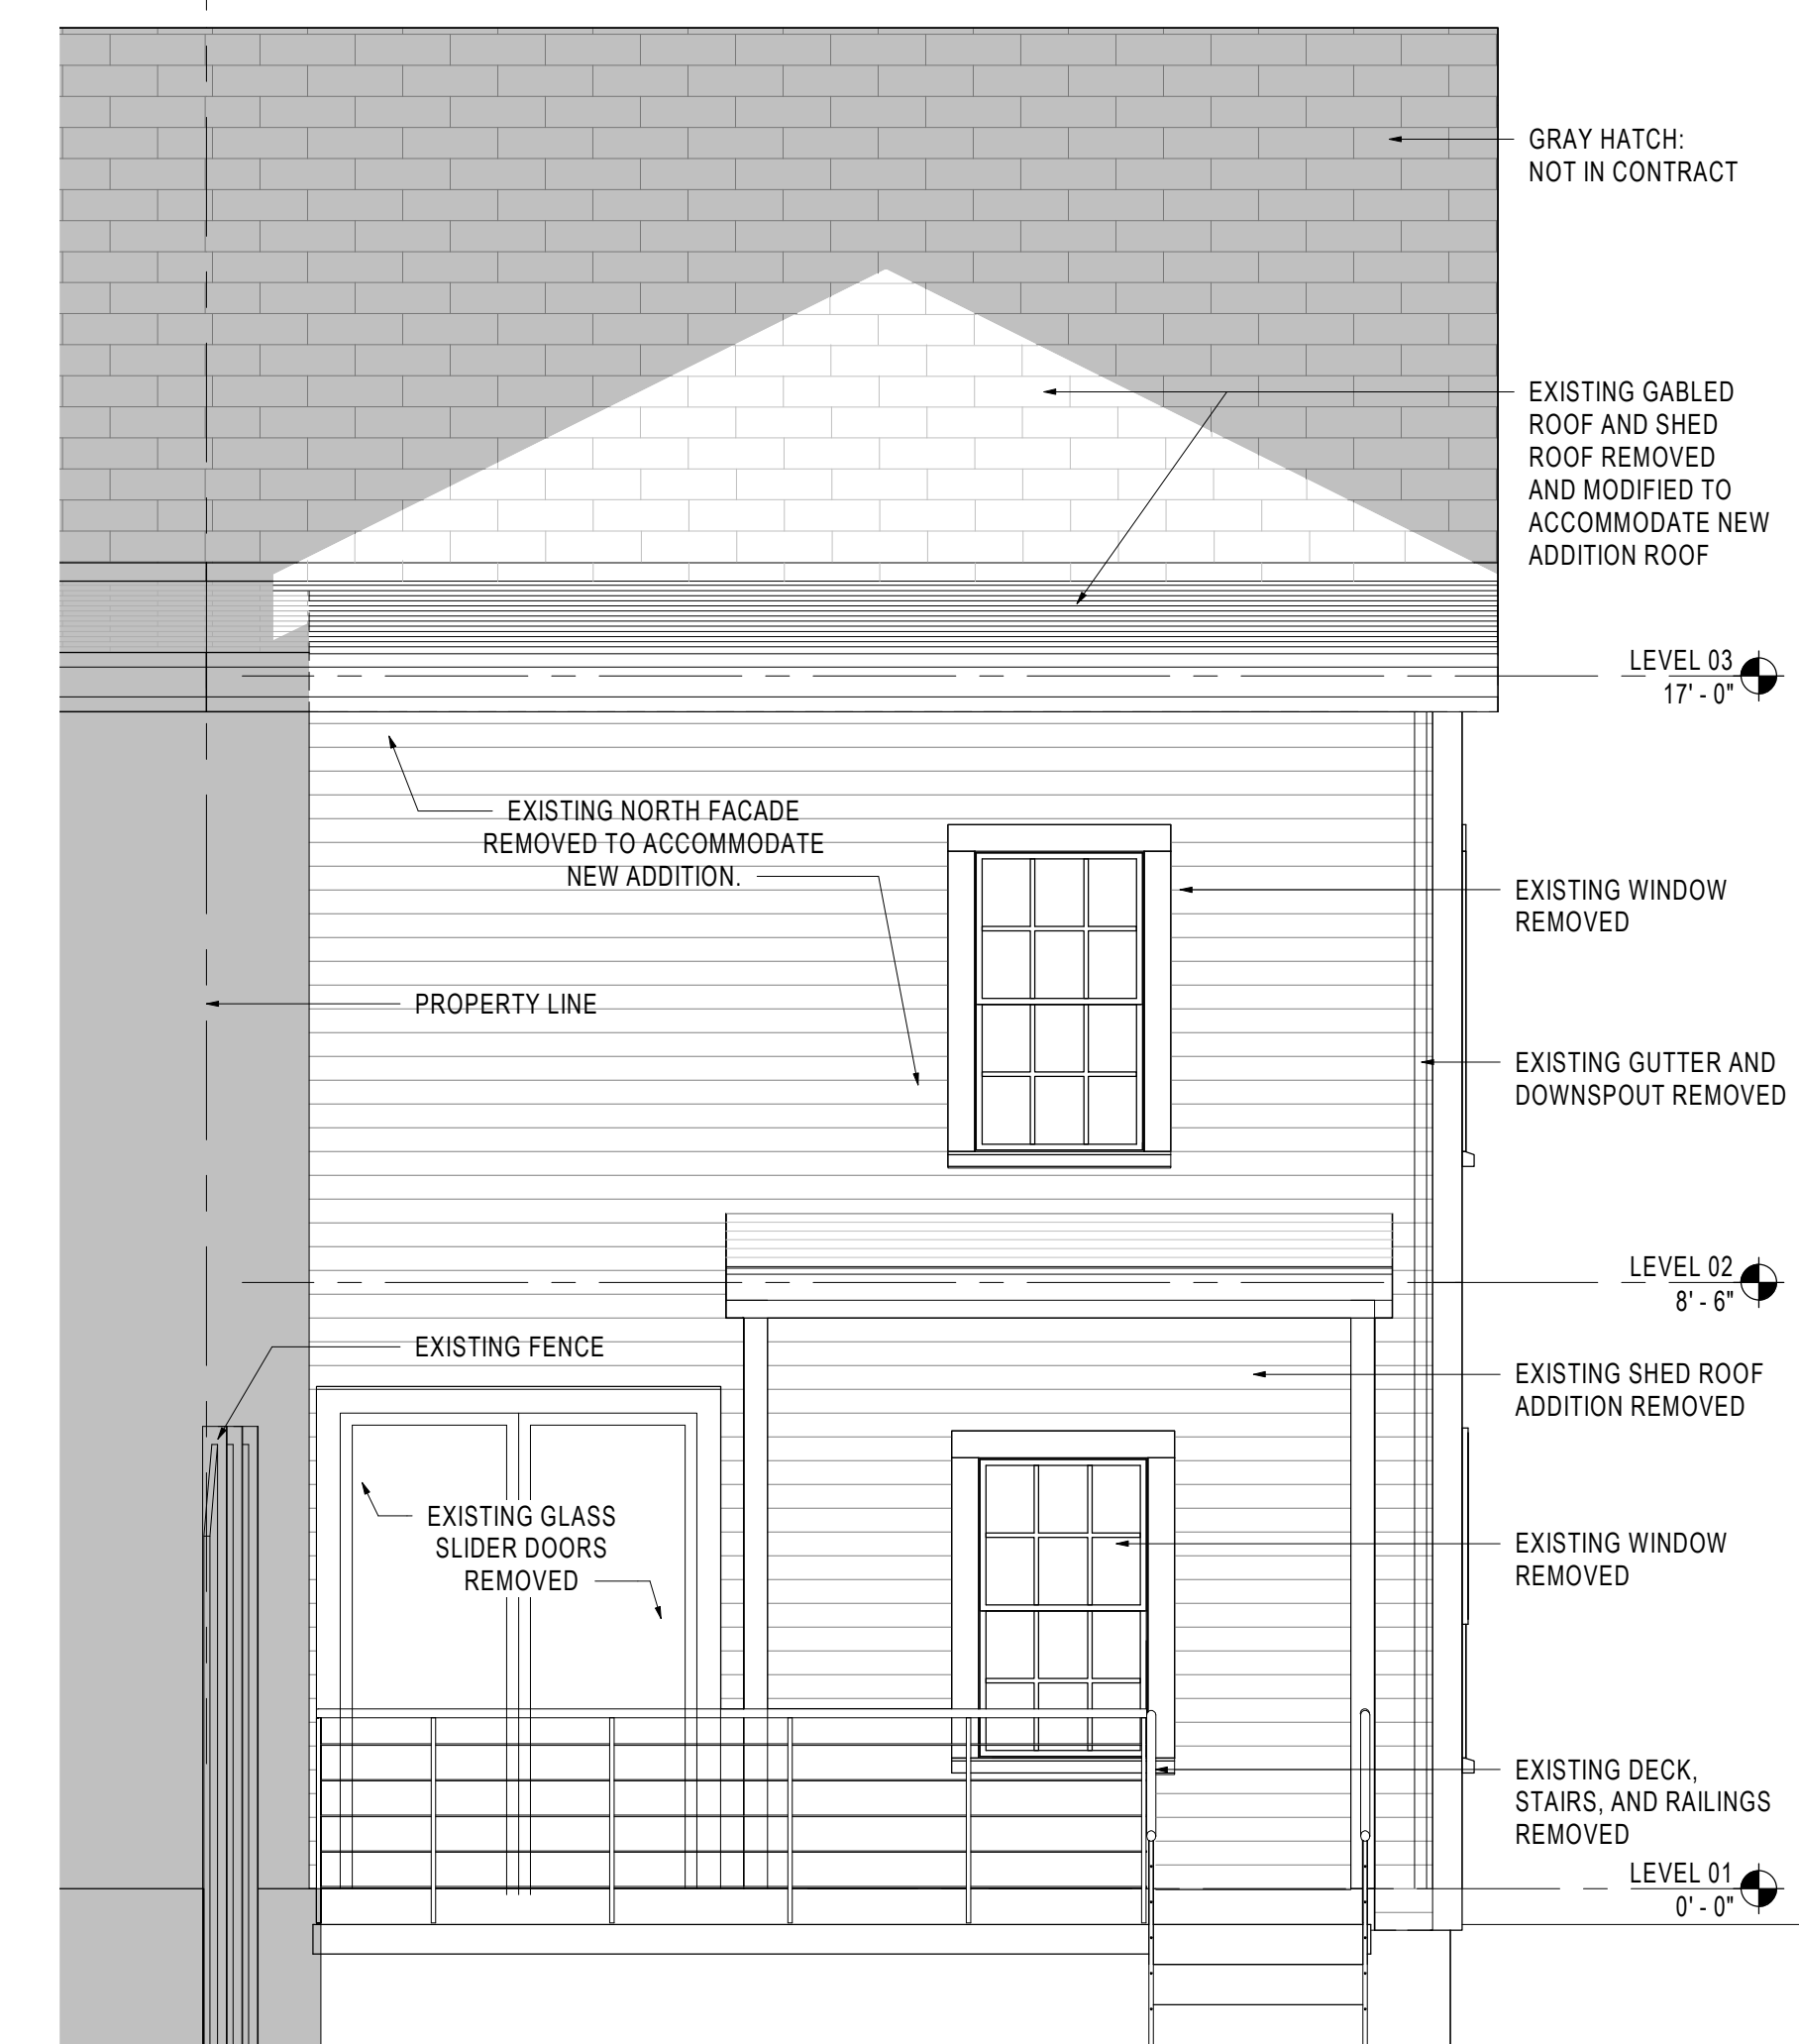 GRAY HATCH:
NOT IN CONTRACT
EXISTING GABLED
ROOF AND SHED
ROOF REMOVED
AND MODIFIED TO
ACCOMMODATE NEW
ADDITION ROOF
LEVEL 03
17' - 0"
EXISTING NORTH FACADE
REMOVED TO ACCOMMODATE
NEW ADDITION.
EXISTING WINDOW
REMOVED
PROPERTY LINE
EXISTING GUTTER AND
DOWNSPOUT REMOVED
LEVEL 02
8' - 6"
EXISTING FENCE
EXISTING SHED ROOF
ADDITION REMOVED
EXISTING GLASS
SLIDER DOORS
REMOVED
EXISTING WINDOW
REMOVED
EXISTING DECK,
STAIRS, AND RAILINGS
REMOVED
LEVEL 01
0' - 0"